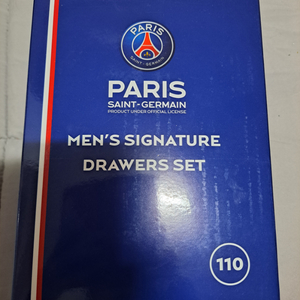 PARIS
SAINT-GERMAIN
PARIS
SAINT-GERMAIN
PRODUCT UNDER OFFICIAL LICENSE
MEN'S SIGNATURE
DRAWERS SET
110